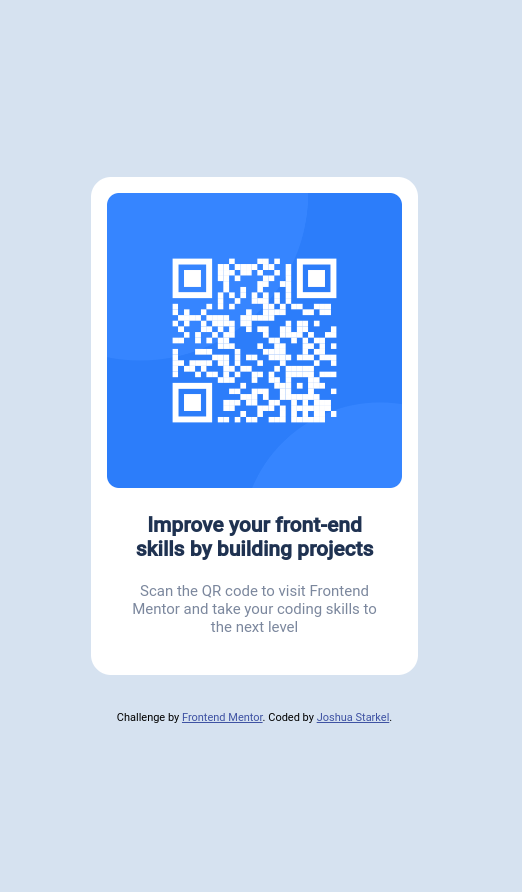 Improve your front-end
skills by building projects
Scan the QR code to visit Frontend
Mentor and take your coding skills to
the next level
Challenge by Frontend Mentor. Coded by Joshua Starkel.